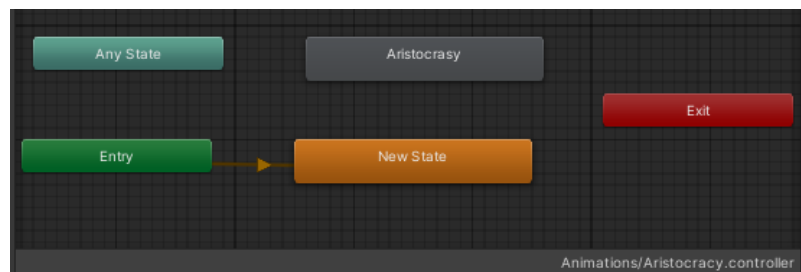 Any State
Aristocrasy
Exit
Entry
New State
Animations/Aristocracy.controller